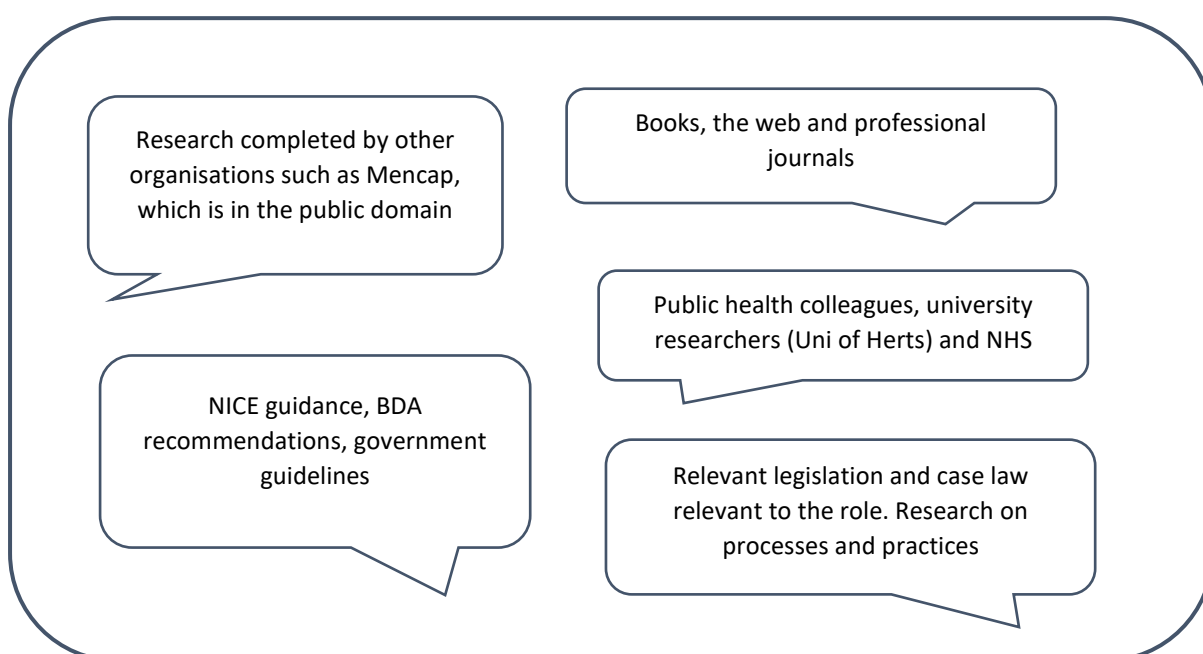 Research completed by other
organisations such as Mencap,
which is in the public domain
Books, the web and professional
journals
Public health colleagues, university
researchers (Uni of Herts) and NHS
NICE guidance, BDA
recommendations, government
guidelines
Relevant legislation and case law
relevant to the role. Research on
processes and practices